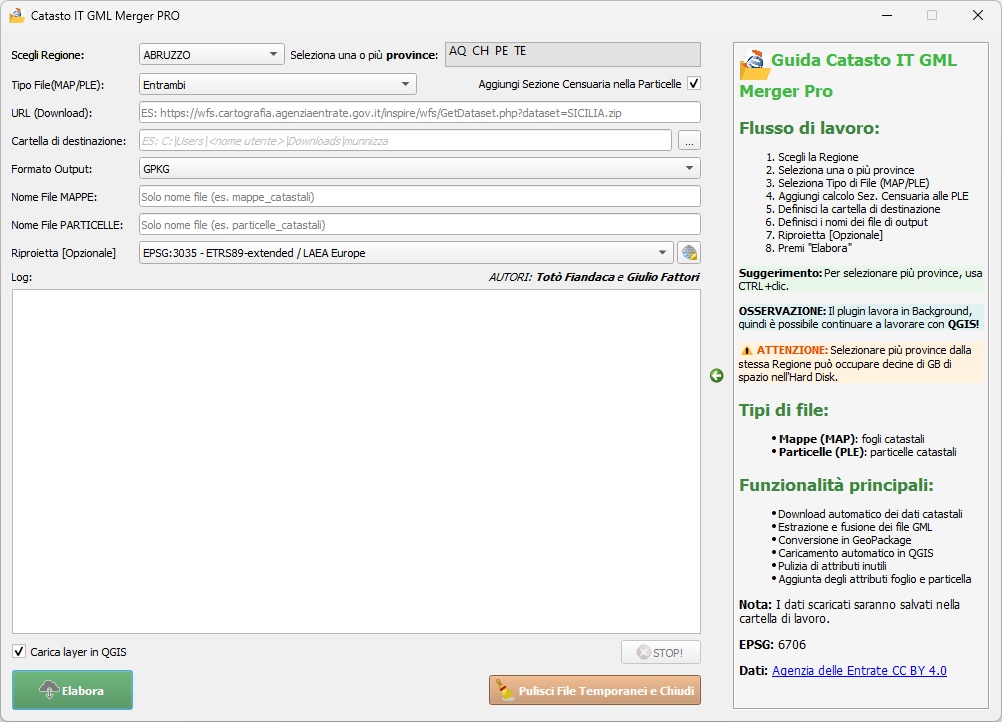 Catasto IT GML Merger PRO
Scegli Regione:
ABRUZZO
Seleziona una o più province:
AQ CH PE TE
Tipo File(MAP/PLE):
Entrambi
Aggiungi Sezione Censuaria nella Particelle
URL (Download):
ES: https://wfs.cartografia.agenziaentrate.gov.it/inspire/wfs/GetDataset.php?dataset=SICILIA.zip
Cartella di destinazione:
ES: C:|Users|<nome utente>|Downloads|munnizza
...
Formato Output:
GPKG
Nome File MAPPE:
Solo nome file (es. mappe_catastali)
Nome File PARTICELLE:
Solo nome file (es. particelle_catastali)
Riproietta [Opzionale]
EPSG:3035 - ETRS89-extended / LAEA Europe
Log:
AUTORI: Totò Fiandaca e Giulio Fattori
Carica layer in QGIS
STOP!
Elabora
Pulisci File Temporanei e Chiudi
Guida Catasto IT GML
Merger Pro
Flusso di lavoro:
1. Scegli la Regione
2. Seleziona una o più province
3. Seleziona Tipo di File (MAP/PLE)
4. Aggiungi calcolo Sez. Censuaria alle PLE
5. Definisci la cartella di destinazione
6. Definisci i nomi dei file di output
7. Riproietta [Opzionale]
8. Premi "Elabora"
Suggerimento: Per selezionare più province, usa
CTRL+clic.
OSSERVAZIONE: Il plugin lavora in Background,
quindi è possibile continuare a lavorare con QGIS!
⚠ ATTENZIONE: Selezionare più province dalla
stessa Regione può occupare decine di GB di
spazio nell'Hard Disk.
Tipi di file:
• Mappe (MAP): fogli catastali
• Particelle (PLE): particelle catastali
Funzionalità principali:
• Download automatico dei dati catastali
• Estrazione e fusione dei file GML
• Conversione in GeoPackage
• Caricamento automatico in QGIS
• Pulizia di attributi inutili
• Aggiunta degli attributi foglio e particella
Nota: I dati scaricati saranno salvati nella
cartella di lavoro.
EPSG: 6706
Dati: Agenzia delle Entrate CC BY 4.0